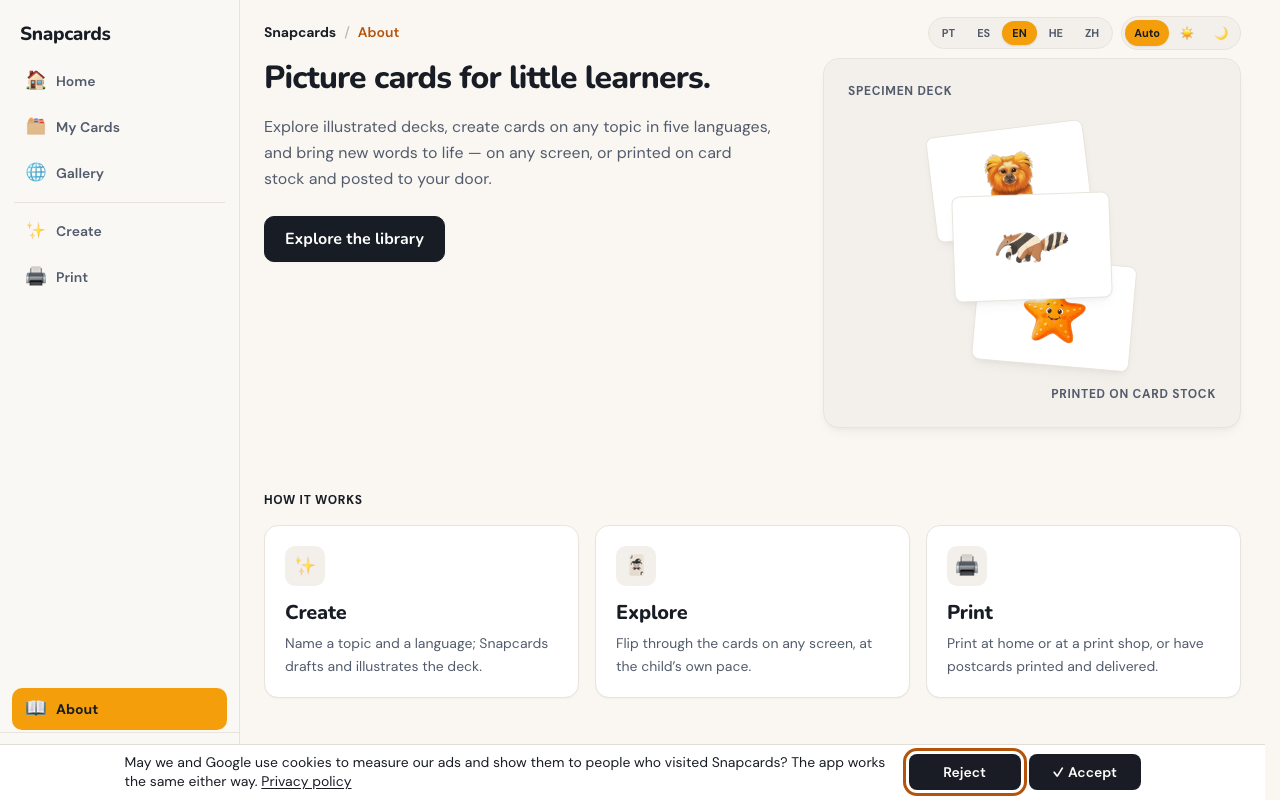 Snapcards
Home
My Cards
Gallery
Create
Print
About
Snapcards / About
PT ES EN HE ZH
Auto
Picture cards for little learners.
Explore illustrated decks, create cards on any topic in five languages,
and bring new words to life — on any screen, or printed on card
stock and posted to your door.
Explore the library
SPECIMEN DECK
PRINTED ON CARD STOCK
HOW IT WORKS
Create
Name a topic and a language; Snapcards
drafts and illustrates the deck.
Explore
Flip through the cards on any screen, at
the child’s own pace.
Print
Print at home or at a print shop, or have
postcards printed and delivered.
May we and Google use cookies to measure our ads and show them to people who visited Snapcards? The app works
the same either way. Privacy policy
Reject
✓ Accept